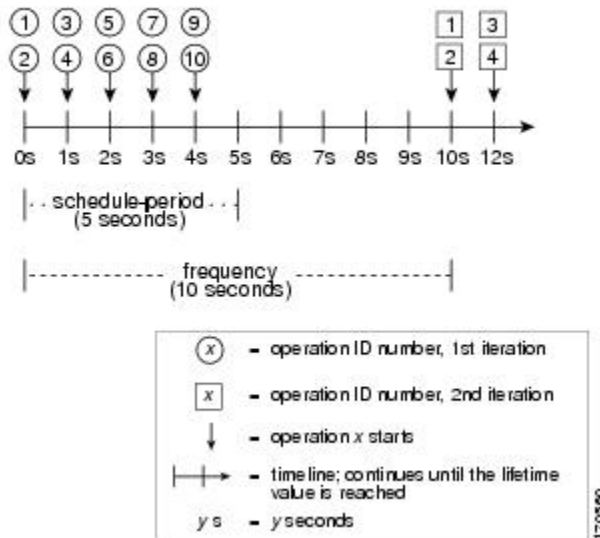 1 3 5 7 9 1 3
2 4 6 8 10 2 4
0s 1s 2s 3s 4s 5s 6s 7s 8s 9s 10s 12s
schedule-period
(5 seconds)
frequency
(10 seconds)
x = operation ID number, 1st iteration
x = operation ID number, 2nd iteration
= operation x starts
= timeline; continues until the lifetime
value is reached
y s = y seconds